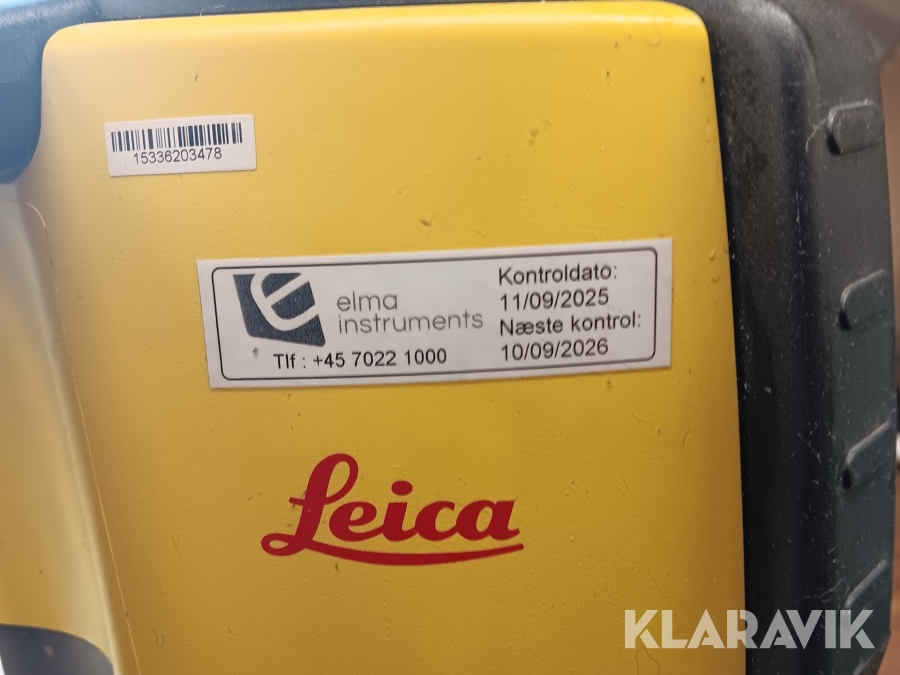 15336203478
elma
instruments
Tlf : +45 7022 1000
Kontroldato:
11/09/2025
Næste kontrol:
10/09/2026
Leica
KLARAVIK